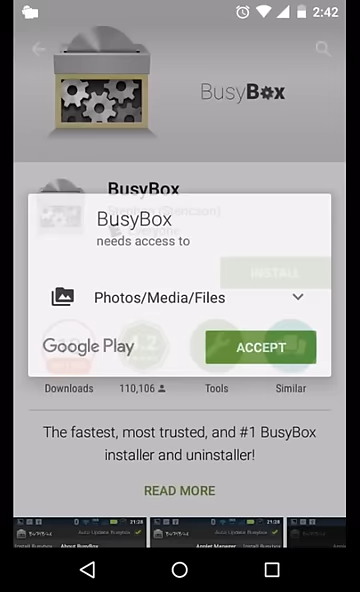 2:42
BusyBox
BusyBox
BusyBox
needs access to
INSTALL
Photos/Media/Files
Google Play
ACCEPT
Downloads
110,106
Tools
Similar
The fastest, most trusted, and #1 BusyBox
installer and uninstaller!
READ MORE